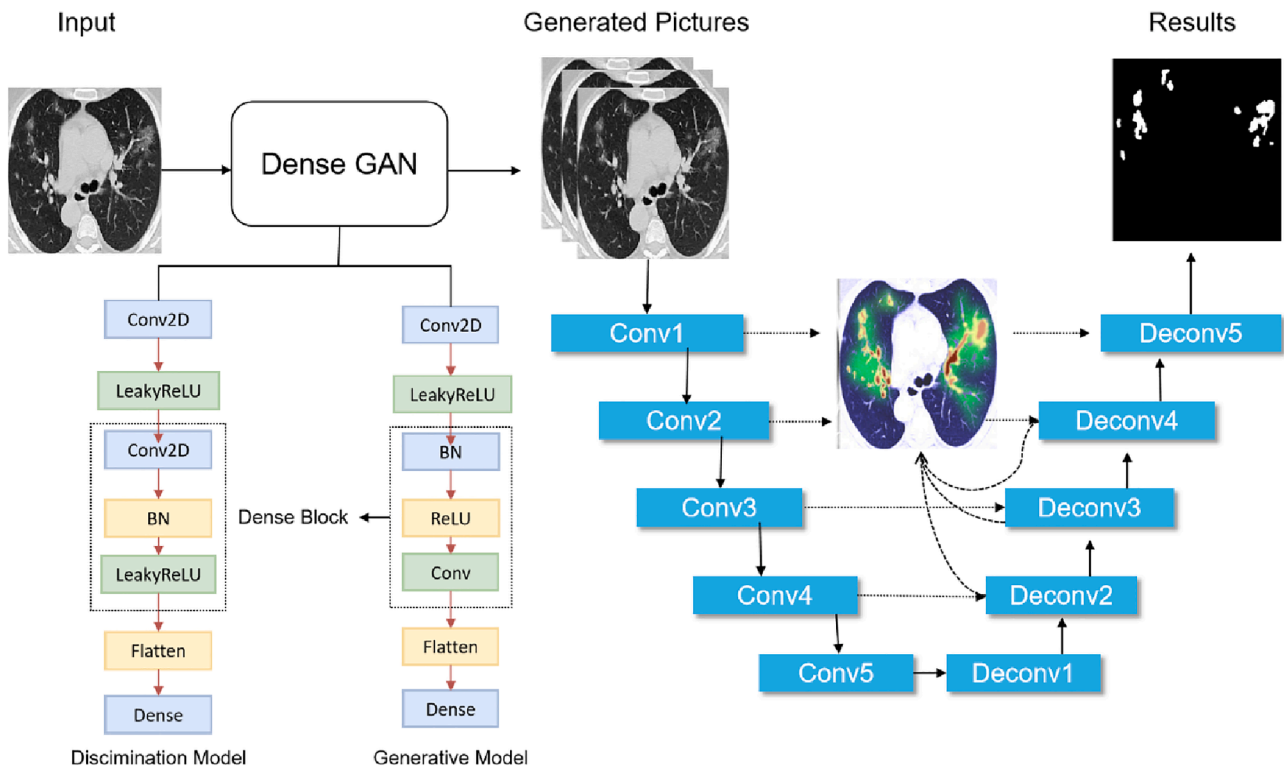 Input
Generated Pictures
Results
Dense GAN
Conv2D
LeakyReLU
Conv2D
BN
LeakyReLU
Flatten
Dense
Discimination Model
Conv2D
LeakyReLU
BN
ReLU
Conv
Flatten
Dense
Generative Model
Dense Block
Conv1
Conv2
Conv3
Conv4
Conv5
Deconv1
Deconv2
Deconv3
Deconv4
Deconv5